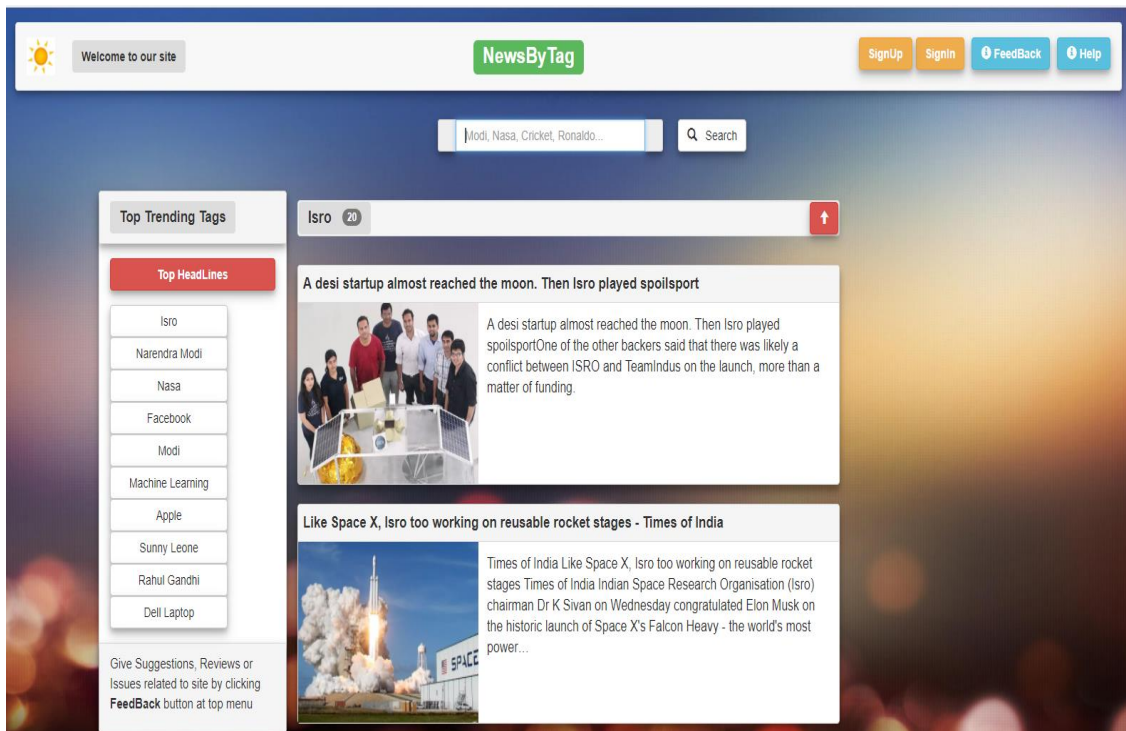 Welcome to our site
NewsByTag
SignUp
SignIn
FeedBack
Help
Modi, Nasa, Cricket, Ronaldo...
Search
Top Trending Tags
Top HeadLines
Isro
Narendra Modi
Nasa
Facebook
Modi
Machine Learning
Apple
Sunny Leone
Rahul Gandhi
Dell Laptop
Give Suggestions, Reviews or
Issues related to site by clicking
FeedBack button at top menu
Isro 20
A desi startup almost reached the moon. Then Isro played spoilsport
A desi startup almost reached the moon. Then Isro played
spoilsportOne of the other backers said that there was likely a
conflict between ISRO and TeamIndus on the launch, more than a
matter of funding.
Like Space X, Isro too working on reusable rocket stages - Times of India
Times of India Like Space X, Isro too working on reusable rocket
stages Times of India Indian Space Research Organisation (Isro)
chairman Dr K Sivan on Wednesday congratulated Elon Musk on
the historic launch of Space X's Falcon Heavy - the world's most
power…
SPACE